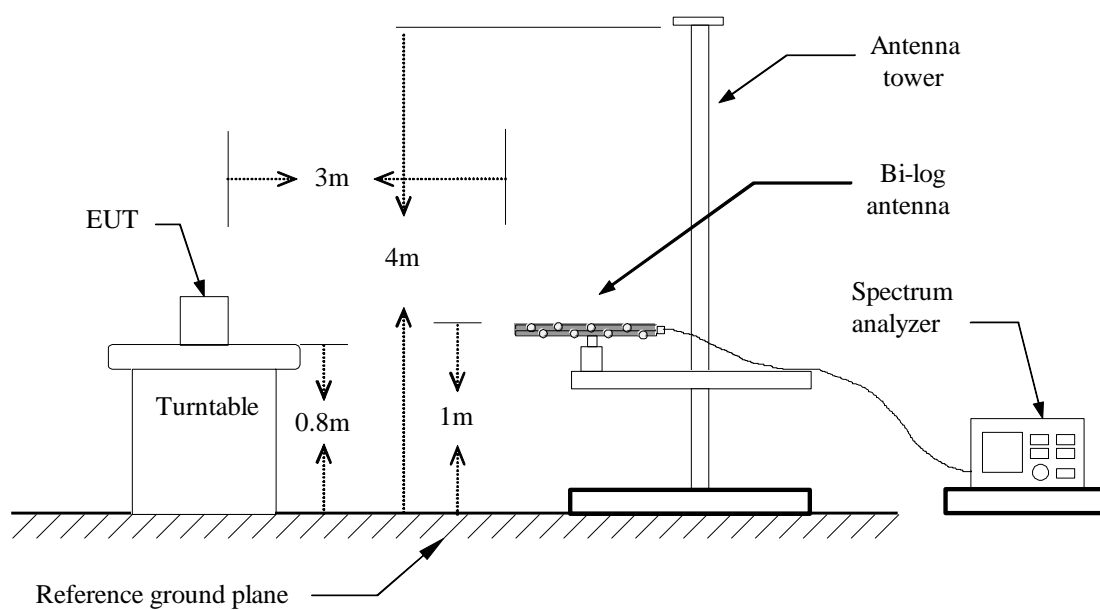 Antenna
tower
3m
Bi-log
antenna
EUT
4m
Spectrum
analyzer
Turntable
0.8m
1m
Reference ground plane